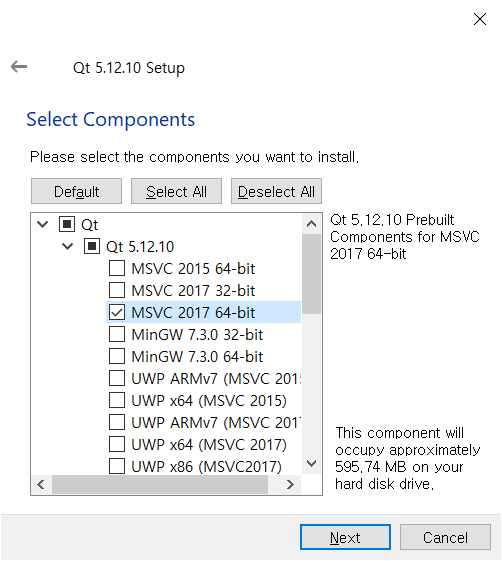 Qt 5.12.10 Setup
Select Components
Please select the components you want to install.
Default Select All Deselect All
Qt
Qt 5.12.10
MSVC 2015 64-bit
MSVC 2017 32-bit
MSVC 2017 64-bit
MinGW 7.3.0 32-bit
MinGW 7.3.0 64-bit
UWP ARMv7 (MSVC 2015
UWP x64 (MSVC 2015)
UWP ARMv7 (MSVC 2017
UWP x64 (MSVC 2017)
UWP x86 (MSVC2017)
Qt 5.12.10 Prebuilt
Components for MSVC
2017 64-bit
This component will
occupy approximately
595.74 MB on your
hard disk drive.
Next Cancel